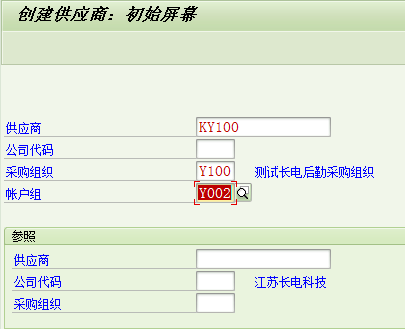 创建供应商：初始屏幕
供应商 KY100
公司代码
采购组织 Y100 测试长电后勤采购组织
帐户组 Y002
参照
供应商
公司代码 江苏长电科技
采购组织